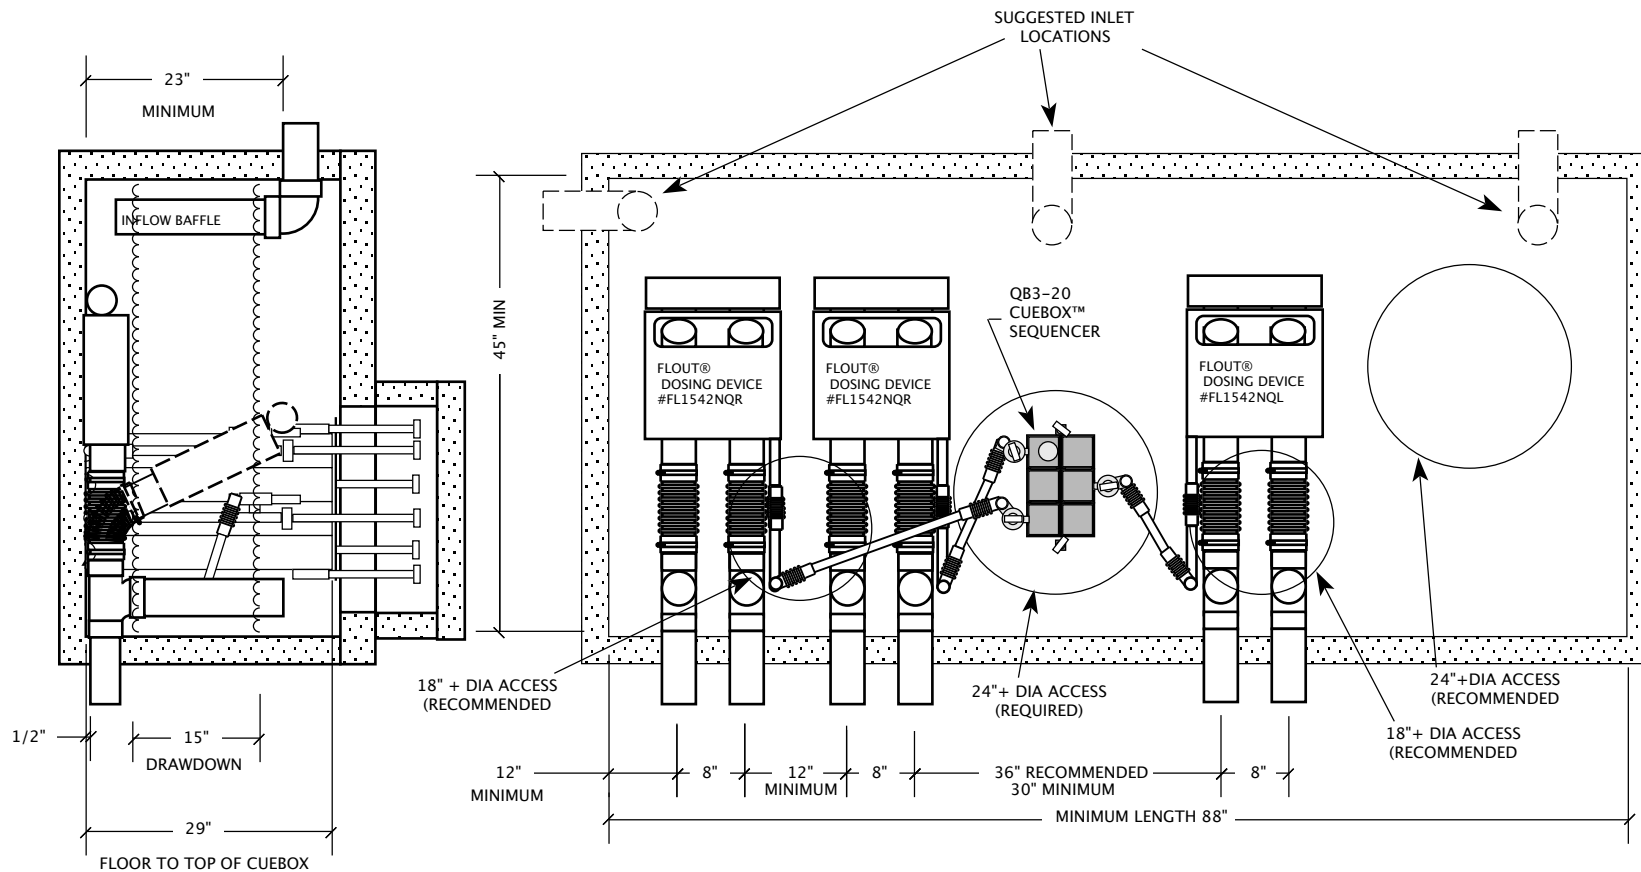 SUGGESTED INLET
LOCATIONS
23"
MINIMUM
INFLOW BAFFLE
45" MIN
QB3-20
CUEBOX™
SEQUENCER
FLOUT®
DOSING DEVICE
#FL1542NQR
FLOUT®
DOSING DEVICE
#FL1542NQR
FLOUT®
DOSING DEVICE
#FL1542NQL
18" + DIA ACCESS
(RECOMMENDED
24"+ DIA ACCESS
(REQUIRED)
24"+DIA ACCESS
(RECOMMENDED
18"+ DIA ACCESS
(RECOMMENDED
1/2"
15"
DRAWDOWN
12"
MINIMUM
8"
12"
MINIMUM
8"
36" RECOMMENDED
30" MINIMUM
8"
MINIMUM LENGTH 88"
29"
FLOOR TO TOP OF CUEBOX